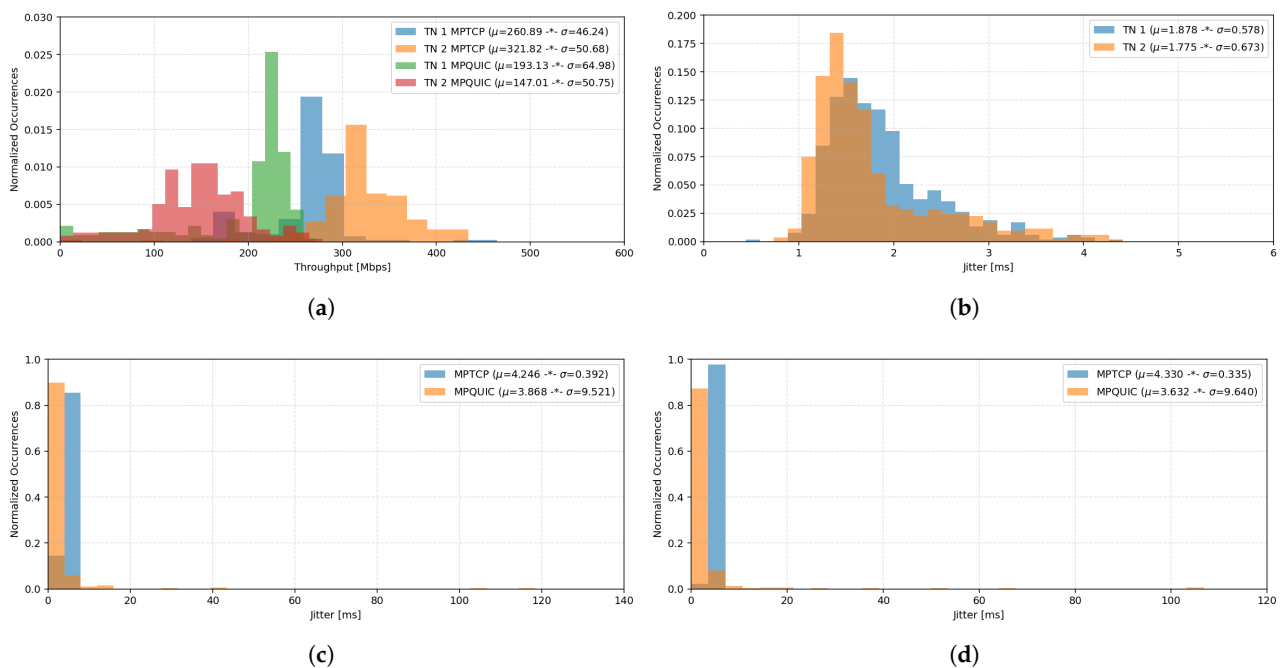 0.030
0.025
0.020
0.015
0.010
0.005
0.000
Normalized Occurrences
TN 1 MPTCP (μ=260.89 -*- σ=46.24)
TN 2 MPTCP (μ=321.82 -*- σ=50.68)
TN 1 MPQUIC (μ=193.13 -*- σ=64.98)
TN 2 MPQUIC (μ=147.01 -*- σ=50.75)
0 100 200 300 400 500 600
Throughput [Mbps]
(a)
0.200
0.175
0.150
0.125
0.100
0.075
0.050
0.025
0.000
Normalized Occurrences
TN 1 (μ=1.878 -*- σ=0.578)
TN 2 (μ=1.775 -*- σ=0.673)
0 1 2 3 4 5 6
Jitter [ms]
(b)
1.0
0.8
0.6
0.4
0.2
0.0
Normalized Occurrences
MPTCP (μ=4.246 -*- σ=0.392)
MPQUIC (μ=3.868 -*- σ=9.521)
0 20 40 60 80 100 120 140
Jitter [ms]
(c)
1.0
0.8
0.6
0.4
0.2
0.0
Normalized Occurrences
MPTCP (μ=4.330 -*- σ=0.335)
MPQUIC (μ=3.632 -*- σ=9.640)
0 20 40 60 80 100 120
Jitter [ms]
(d)